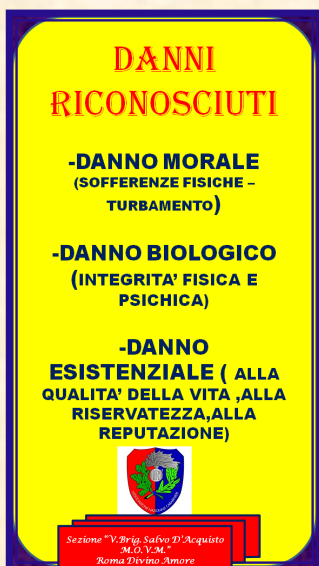 DANNI
RICONOSCIUTI
-DANNO MORALE
(SOFFERENZE FISICHE –
TURBAMENTO)
-DANNO BIOLOGICO
(INTEGRITA' FISICA E
PSICHICA)
-DANNO
ESISTENZIALE ( ALLA
QUALITA' DELLA VITA ,ALLA
RISERVATEZZA,ALLA
REPUTAZIONE)
Sezione "V.Brig. Salvo D'Acquisto
M.O.V.M."
Roma Divino Amore